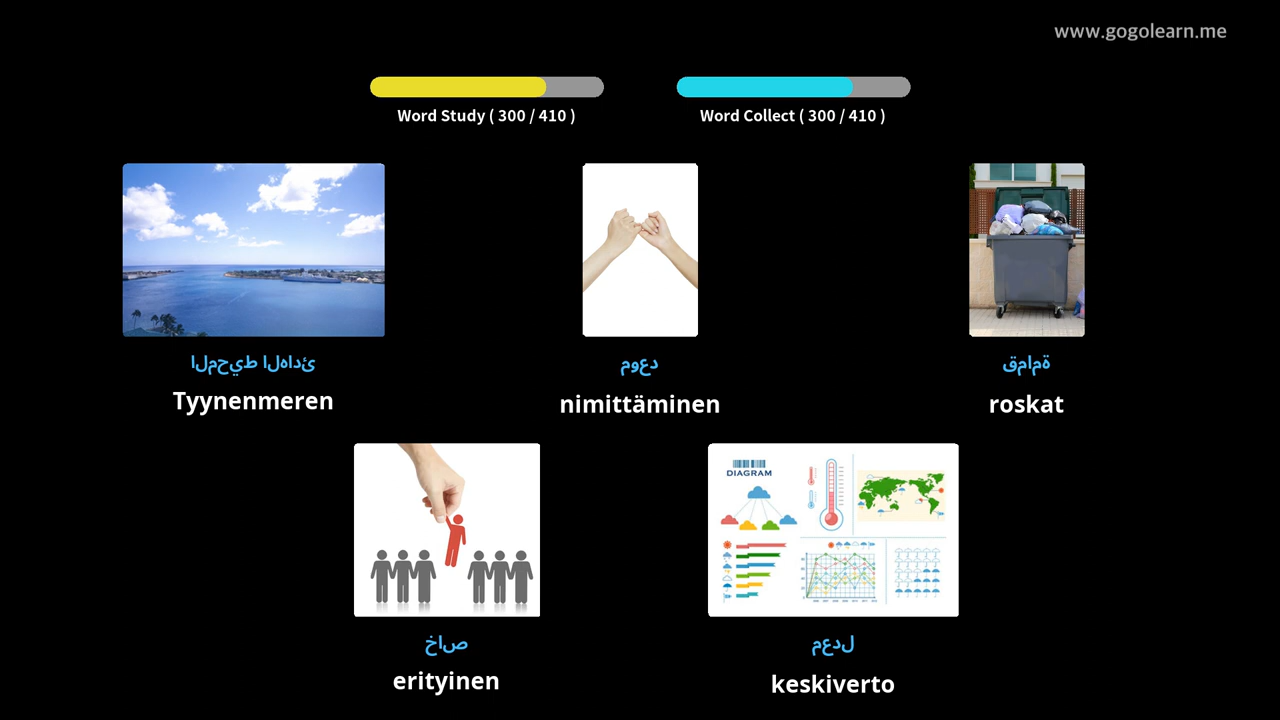 www.gogolearn.me
Word Study ( 300 / 410 )
Word Collect ( 300 / 410 )
المحيط الهادئ
Tyynenmeren
موعد
nimittäminen
قمامة
roskat
DIAGRAM
خاص
erityinen
معدل
keskiverto